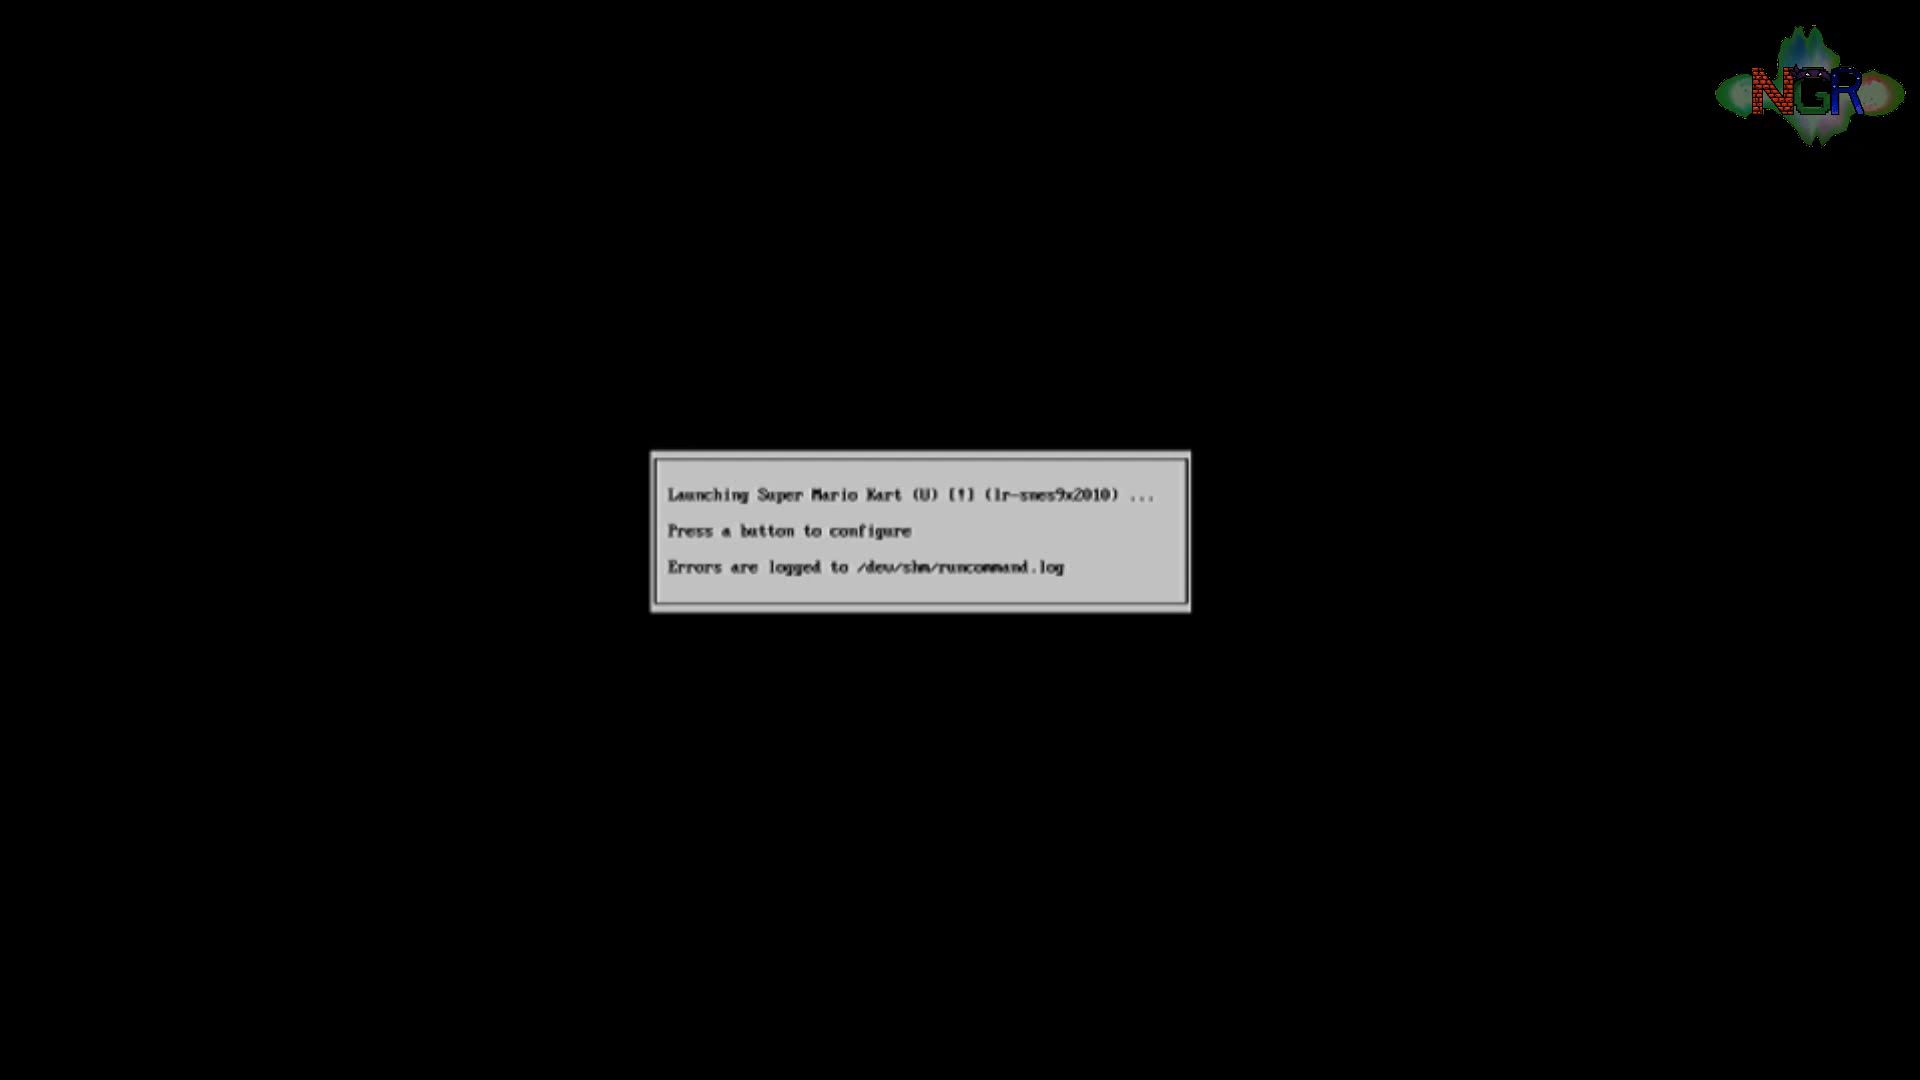 NGR
Launching Super Mario Kart (U) [!] (lr-snes9x2010) ...
Press a button to configure
Errors are logged to /dev/shm/runcommand.log